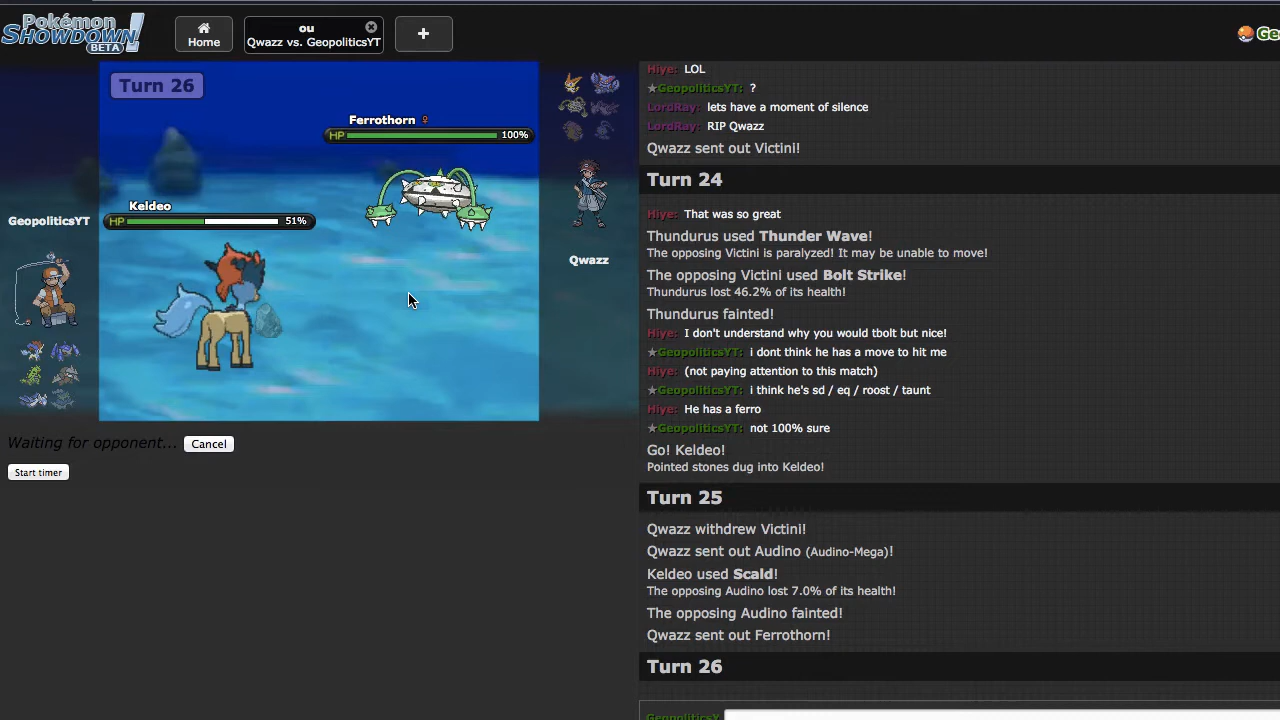 Pokémon
SHOWDOWN!
BETA
Home
ou
Qwazz vs. GeopoliticsYT
+
Ge
Turn 26
Ferrothorn ♀
HP 100%
Keldeo
HP 51%
GeopoliticsYT
Qwazz
Waiting for opponent... Cancel
Start timer
Hiye: LOL
★GeopoliticsYT: ?
LordRay: lets have a moment of silence
LordRay: RIP Qwazz
Qwazz sent out Victini!
Turn 24
Hiye: That was so great
Thundurus used Thunder Wave!
The opposing Victini is paralyzed! It may be unable to move!
The opposing Victini used Bolt Strike!
Thundurus lost 46.2% of its health!
Thundurus fainted!
Hiye: I don't understand why you would tbolt but nice!
★GeopoliticsYT: i dont think he has a move to hit me
Hiye: (not paying attention to this match)
★GeopoliticsYT: i think he's sd / eq / roost / taunt
Hiye: He has a ferro
★GeopoliticsYT: not 100% sure
Go! Keldeo!
Pointed stones dug into Keldeo!
Turn 25
Qwazz withdrew Victini!
Qwazz sent out Audino (Audino-Mega)!
Keldeo used Scald!
The opposing Audino lost 7.0% of its health!
The opposing Audino fainted!
Qwazz sent out Ferrothorn!
Turn 26
GeopoliticsY